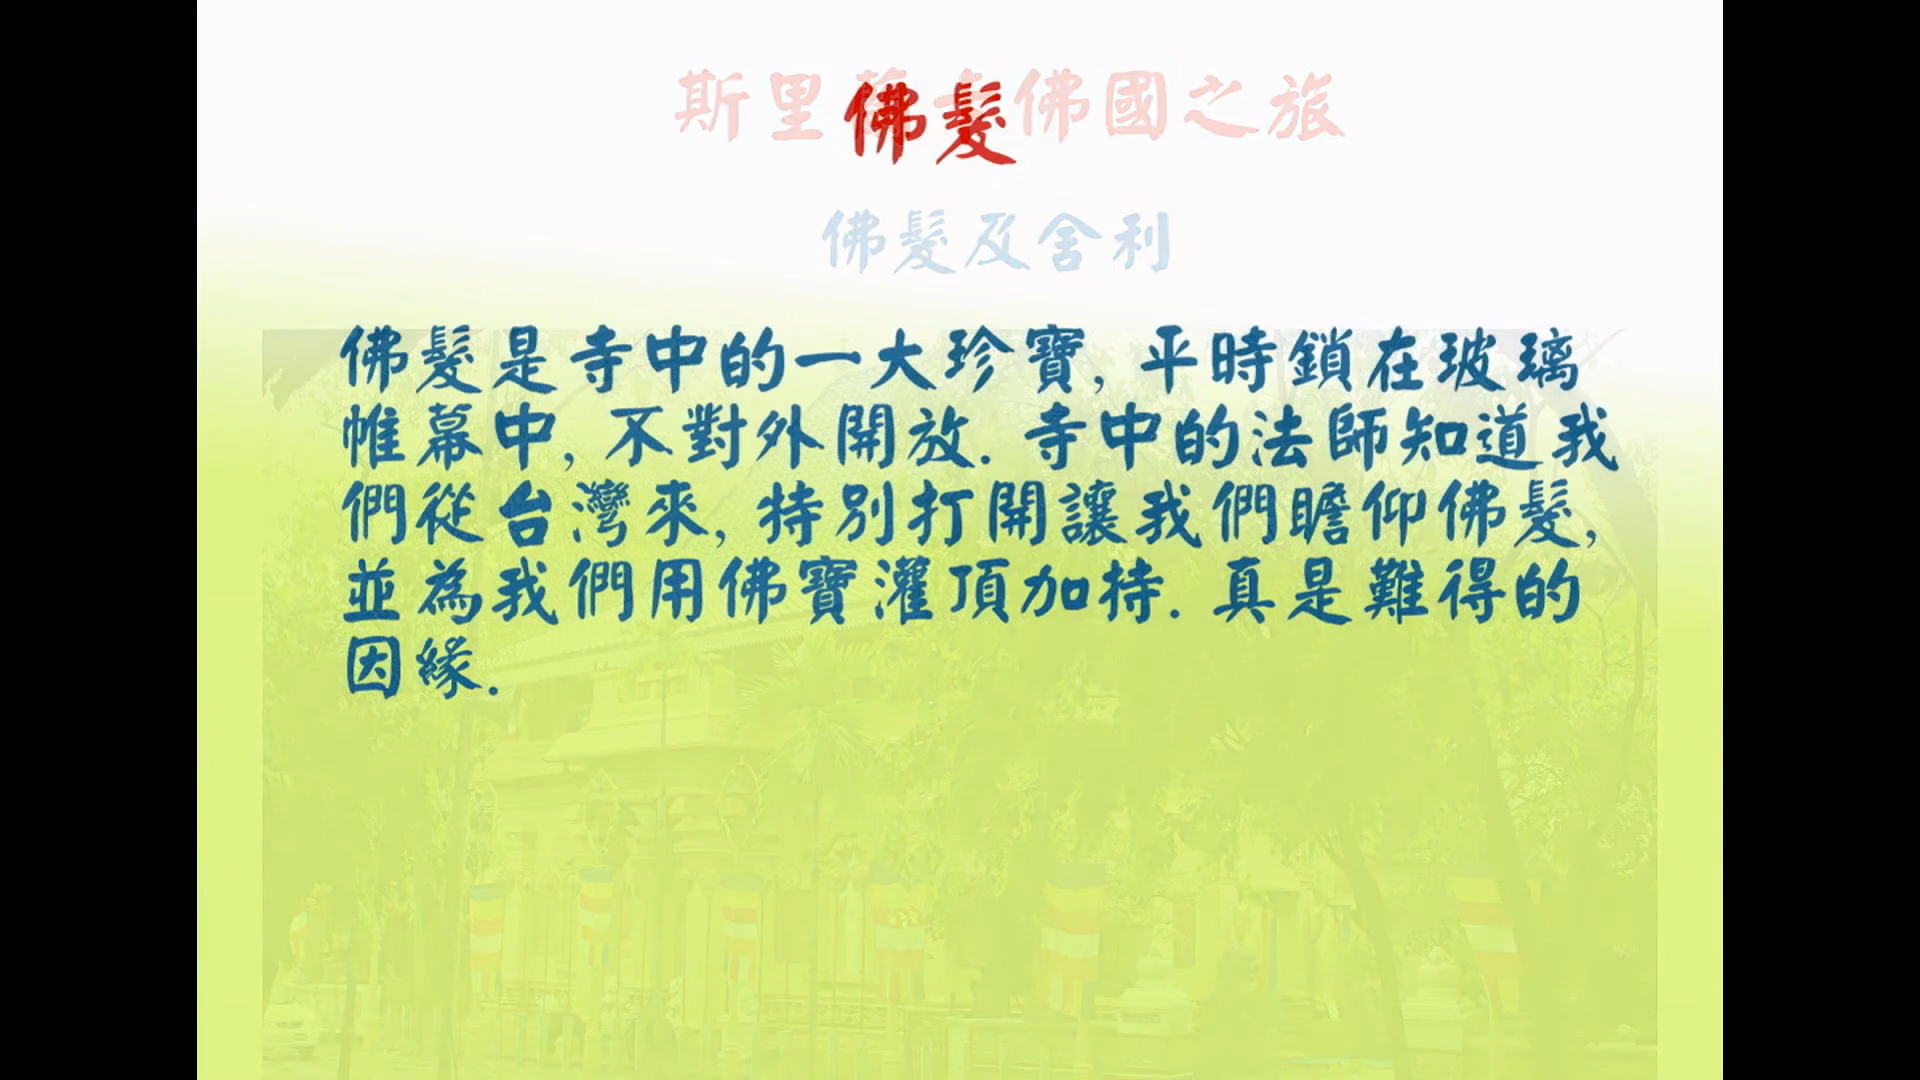 斯里蘭卡佛國之旅
佛髮
佛髮及舍利
佛髮是寺中的一大珍寶, 平時鎖在玻璃
帷幕中, 不對外開放. 寺中的法師知道我
們從台灣來, 特別打開讓我們瞻仰佛髮,
並為我們用佛寶灌頂加持. 真是難得的
因緣.